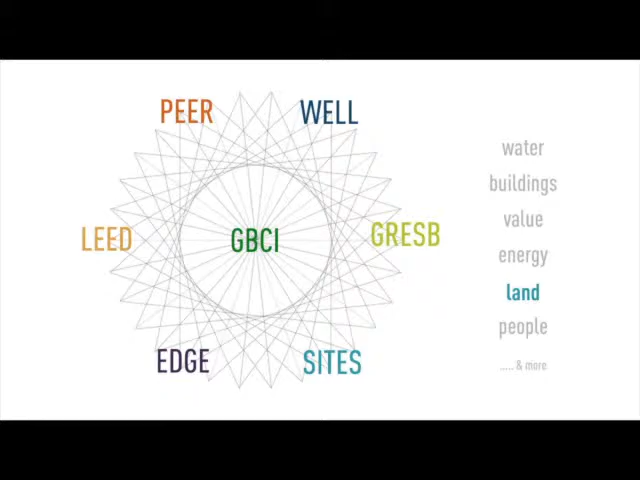 PEER
WELL
LEED
GBCI
GRESB
EDGE
SITES
water
buildings
value
energy
land
people
..... & more